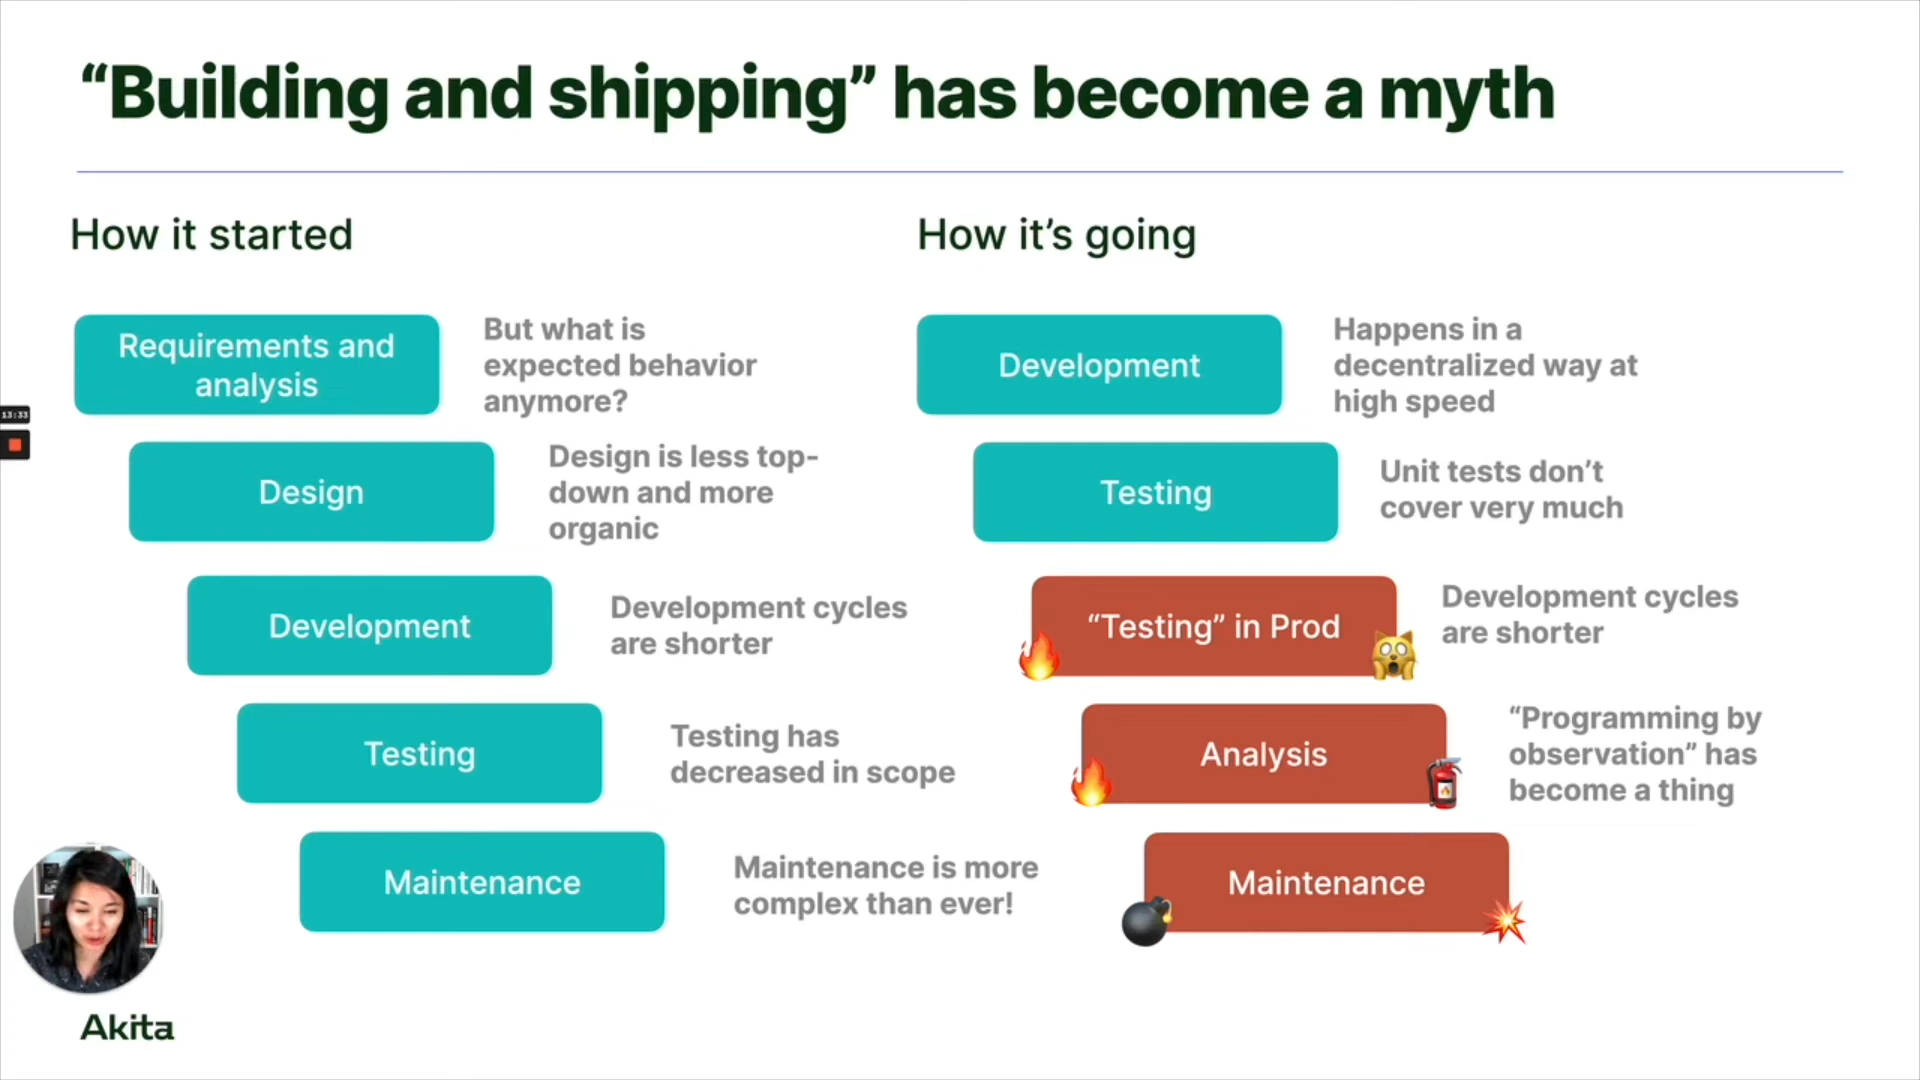 “Building and shipping” has become a myth
How it started
Requirements and
analysis
But what is
expected behavior
anymore?
Design
Design is less top-
down and more
organic
Development
Development cycles
are shorter
Testing
Testing has
decreased in scope
Maintenance
Maintenance is more
complex than ever!
How it’s going
Development
Happens in a
decentralized way at
high speed
Testing
Unit tests don’t
cover very much
“Testing” in Prod
Development cycles
are shorter
Analysis
“Programming by
observation” has
become a thing
Maintenance
13:33
Akita